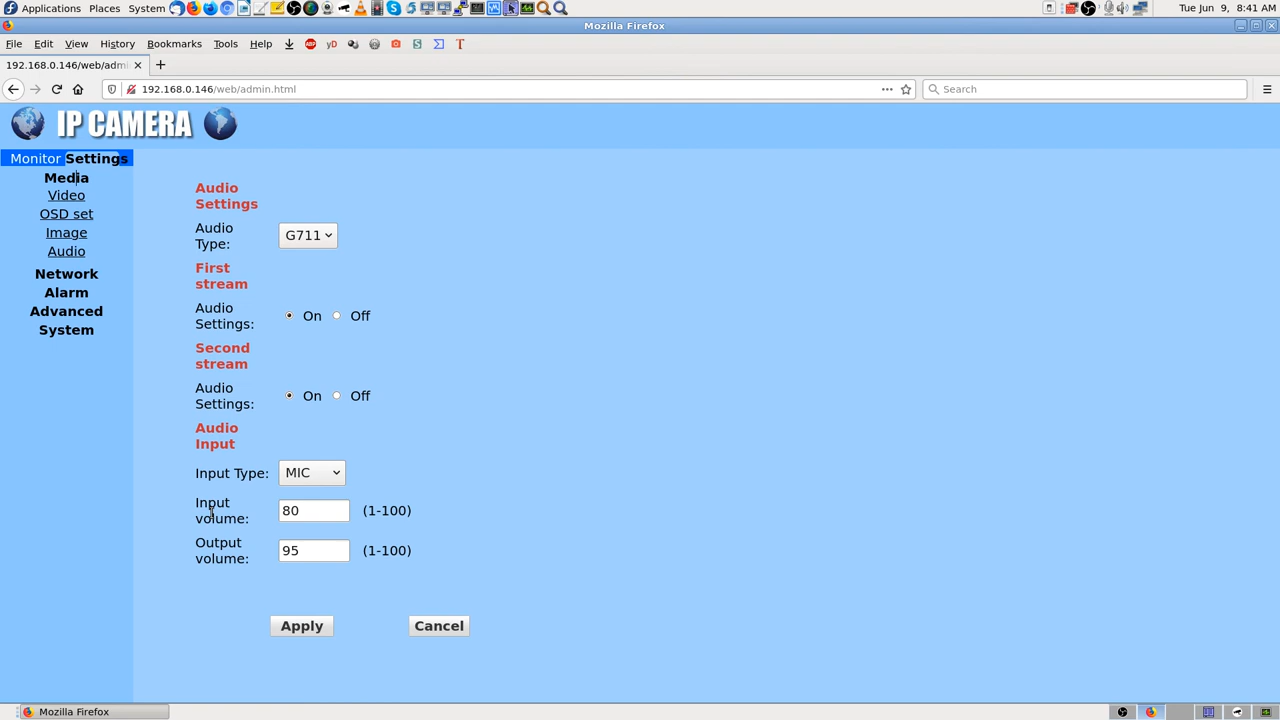 Applications Places System
Tue Jun 9, 8:41 AM
Mozilla Firefox
File Edit View History Bookmarks Tools Help
192.168.0.146/web/adm
192.168.0.146/web/admin.html
Search
IP CAMERA
Monitor Settings
Media
Video
OSD set
Image
Audio
Network
Alarm
Advanced
System
Audio
Settings
Audio
Type:
G711
First
stream
Audio
Settings:
On Off
Second
stream
Audio
Settings:
On Off
Audio
Input
Input Type: MIC
Input
volume:
80 (1-100)
Output
volume:
95 (1-100)
Apply Cancel
Mozilla Firefox